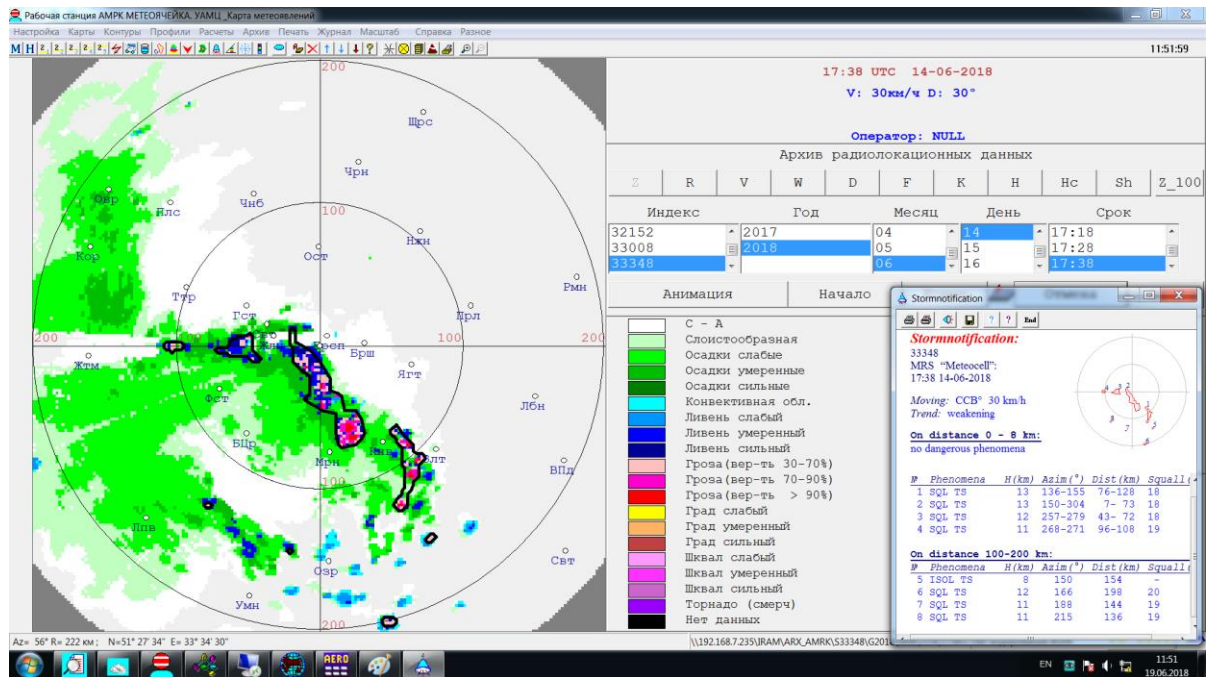 Рабочая станция АМРК МЕТЕОЯЧЕЙКА. УАМЦ _Карта метеоявлений
Настройка Карты Контуры Профили Расчеты Архив Печать Журнал Масштаб Справка Разное
11:51:59
200
Щрс
Чрн
Овр
Плс
Чнб
100
Нжн
Кор
Ост
Рмн
Ттр
Прл
Гст
200
100
200
Брш
Жтм
Ягт
Фст
Лбн
БЦр
Мрн
Злт
ВПд
100
Лпв
Свт
Озр
Умн
200
17:38 UTC 14-06-2018
V: 30км/ч D: 30°
Оператор: NULL
Архив радиолокационных данных
Z R V W D F K H Hc Sh Z_100
Индекс Год Месяц День Срок
32152 2017 04 14 17:18
33008 2018 05 15 17:28
33348 06 16 17:38
Анимация Начало
С - А
Слоистообразная
Осадки слабые
Осадки умеренные
Осадки сильные
Конвективная обл.
Ливень слабый
Ливень умеренный
Ливень сильный
Гроза(вер-ть 30-70%)
Гроза(вер-ть 70-90%)
Гроза(вер-ть > 90%)
Град слабый
Град умеренный
Град сильный
Шквал слабый
Шквал умеренный
Шквал сильный
Торнадо (смерч)
Нет данных
Stormnotification
End
Stormnotification:
33348
MRS "Meteocell":
17:38 14-06-2018
Moving: ССВ° 30 km/h
Trend: weakening
On distance 0 - 8 km:
no dangerous phenomena
№ Phenomena H(km) Azim(°) Dist(km) Squall(
1 SQL TS 13 136-155 76-128 18
2 SQL TS 13 150-304 7- 73 18
3 SQL TS 12 257-279 43- 72 18
4 SQL TS 11 268-271 96-108 19
On distance 100-200 km:
№ Phenomena H(km) Azim(°) Dist(km) Squall(
5 ISOL TS 8 150 154 -
6 SQL TS 12 166 198 20
7 SQL TS 11 188 144 19
8 SQL TS 11 215 136 19
Az= 56° R= 222 км ; N=51° 27' 34" E= 33° 34' 30"
\\192.168.7.235\IRAM\ARX_AMRK\S33348\G201
AERO
EN
11:51
19.06.2018